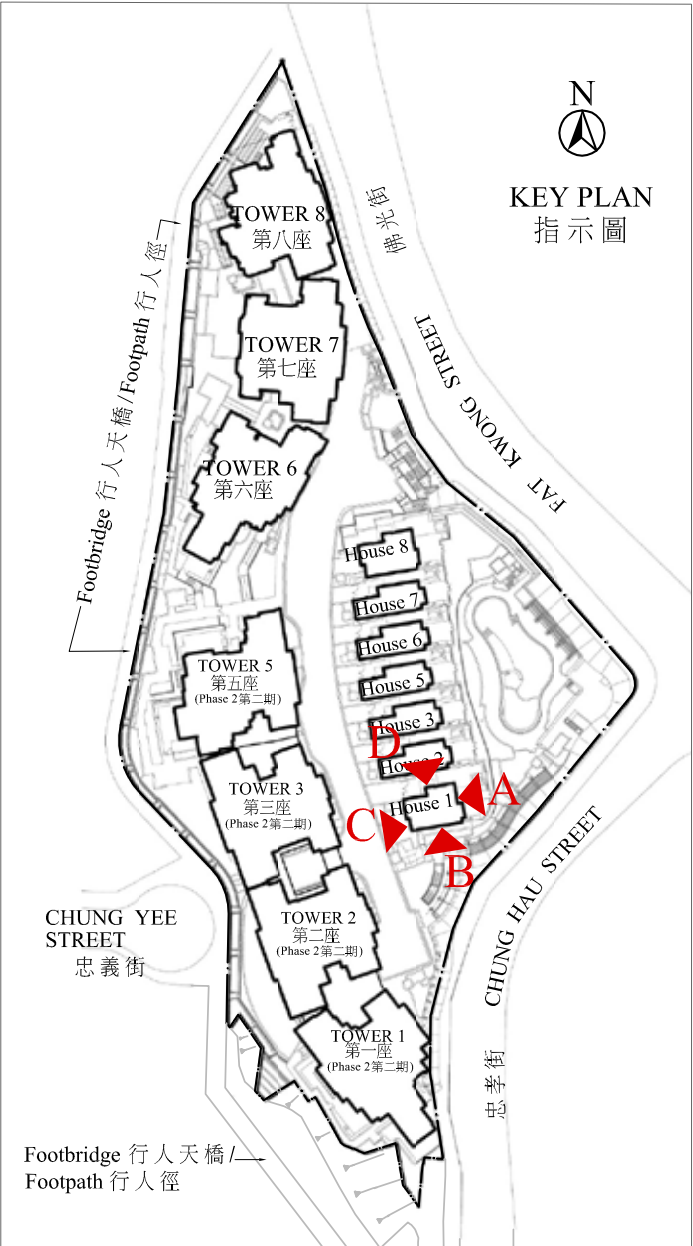 N
KEY PLAN
指示圖
TOWER 8
第八座
佛光街
FAT KWONG STREET
Footbridge 行人天橋/Footpath 行人徑
TOWER 7
第七座
TOWER 6
第六座
House 8
House 7
House 6
House 5
House 3
House 2
House 1
TOWER 5
第五座
(Phase 2第二期)
D
A
C
B
TOWER 3
第三座
(Phase 2第二期)
CHUNG HAU STREET
忠孝街
CHUNG YEE
STREET
忠義街
TOWER 2
第二座
(Phase 2第二期)
TOWER 1
第一座
(Phase 2第二期)
Footbridge 行人天橋/
Footpath 行人徑